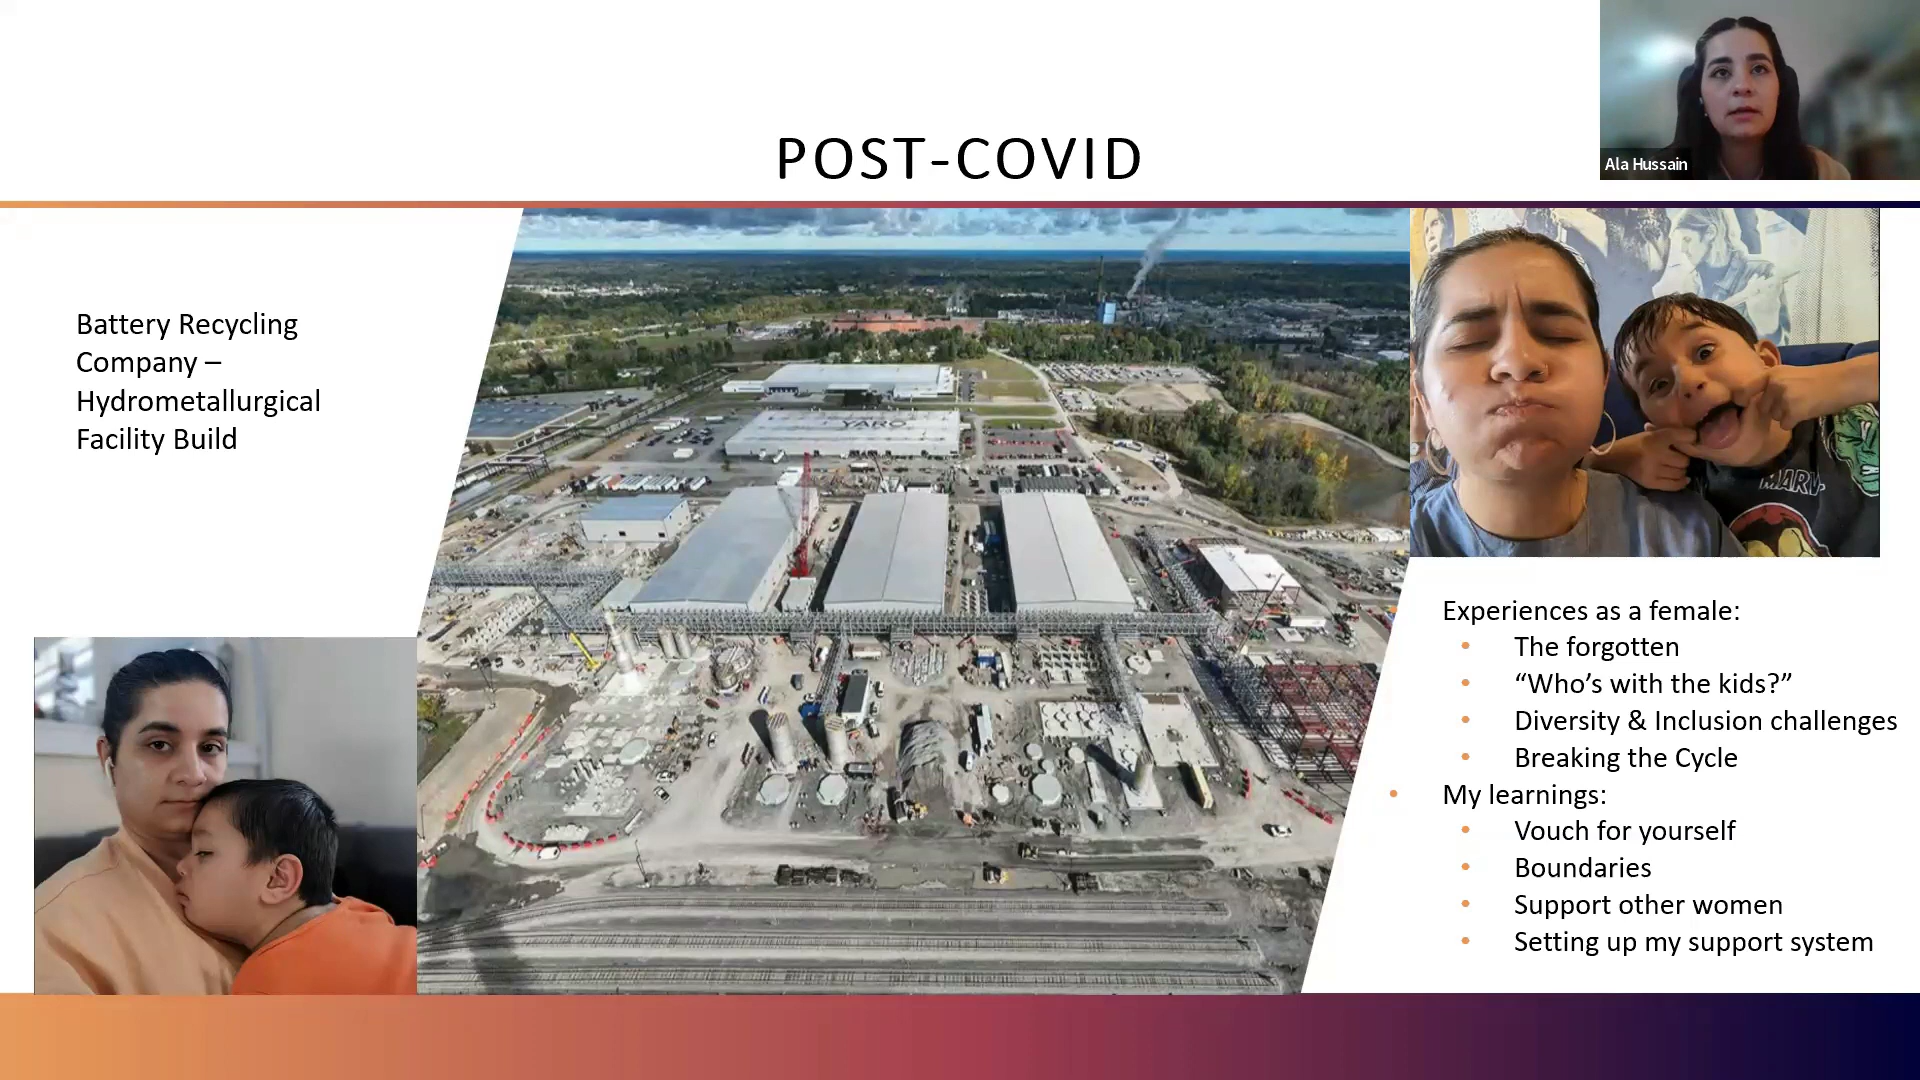 POST-COVID
Ala Hussain
Battery Recycling
Company –
Hydrometallurgical
Facility Build
YARO
MARV
Experiences as a female:
• The forgotten
• “Who’s with the kids?”
• Diversity & Inclusion challenges
• Breaking the Cycle
• My learnings:
• Vouch for yourself
• Boundaries
• Support other women
• Setting up my support system